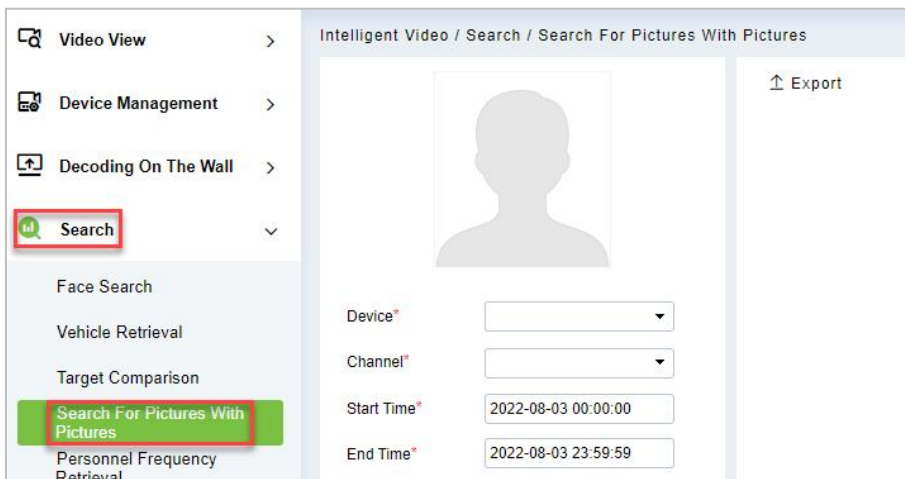 Video View
Device Management
Decoding On The Wall
Search
Face Search
Vehicle Retrieval
Target Comparison
Search For Pictures With
Pictures
Personnel Frequency
Retrieval
Intelligent Video / Search / Search For Pictures With Pictures
Export
Device*
Channel*
Start Time* 2022-08-03 00:00:00
End Time* 2022-08-03 23:59:59